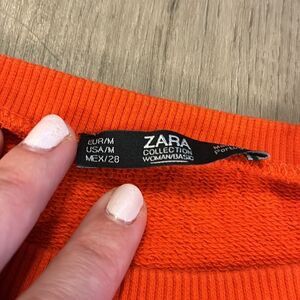 EUR/M
USA/M
MEX/28
ZARA
COLLECTION
WOMAN/BASIC